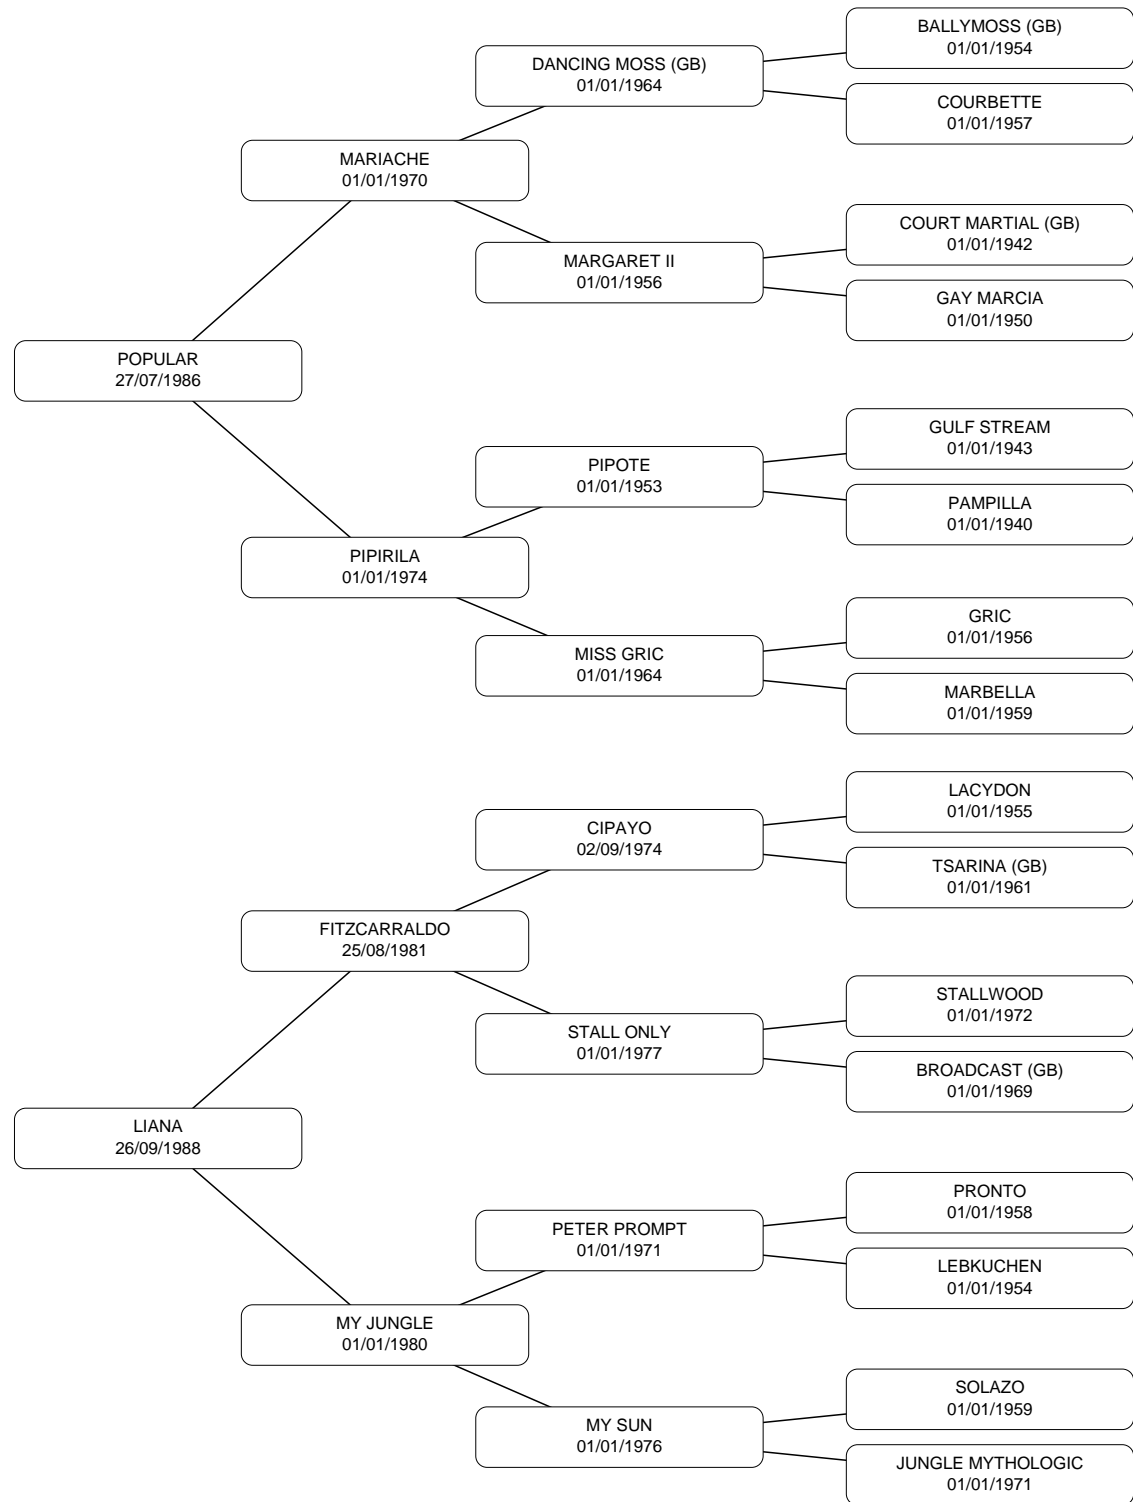 BALLYMOSS (GB)
01/01/1954
DANCING MOSS (GB)
01/01/1964
COURBETTE
01/01/1957
MARIACHE
01/01/1970
COURT MARTIAL (GB)
01/01/1942
MARGARET II
01/01/1956
GAY MARCIA
01/01/1950
POPULAR
27/07/1986
GULF STREAM
01/01/1943
PIPOTE
01/01/1953
PAMPILLA
01/01/1940
PIPIRILA
01/01/1974
GRIC
01/01/1956
MISS GRIC
01/01/1964
MARBELLA
01/01/1959
LACYDON
01/01/1955
CIPAYO
02/09/1974
TSARINA (GB)
01/01/1961
FITZCARRALDO
25/08/1981
STALLWOOD
01/01/1972
STALL ONLY
01/01/1977
BROADCAST (GB)
01/01/1969
LIANA
26/09/1988
PRONTO
01/01/1958
PETER PROMPT
01/01/1971
LEBKUCHEN
01/01/1954
MY JUNGLE
01/01/1980
SOLAZO
01/01/1959
MY SUN
01/01/1976
JUNGLE MYTHOLOGIC
01/01/1971